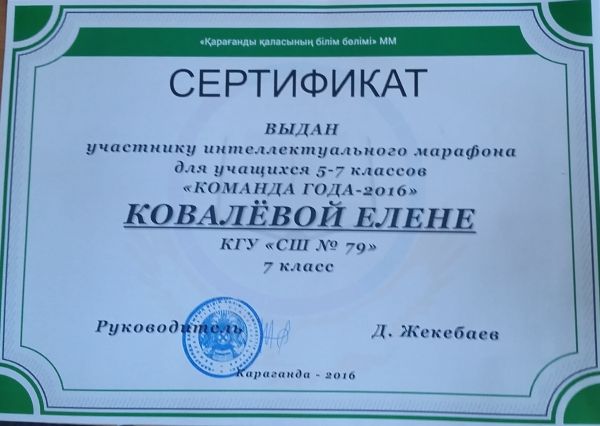 «Қарағанды қаласының білім бөлімі» ММ
СЕРТИФИКАТ
ВЫДАН
участнику интеллектуального марафона
для учащихся 5-7 классов
«КОМАНДА ГОДА-2016»
КОВАЛЁВОЙ ЕЛЕНЕ
КГУ «СШ № 79»
7 класс
Руководитель Д. Жекебаев
Караганда - 2016